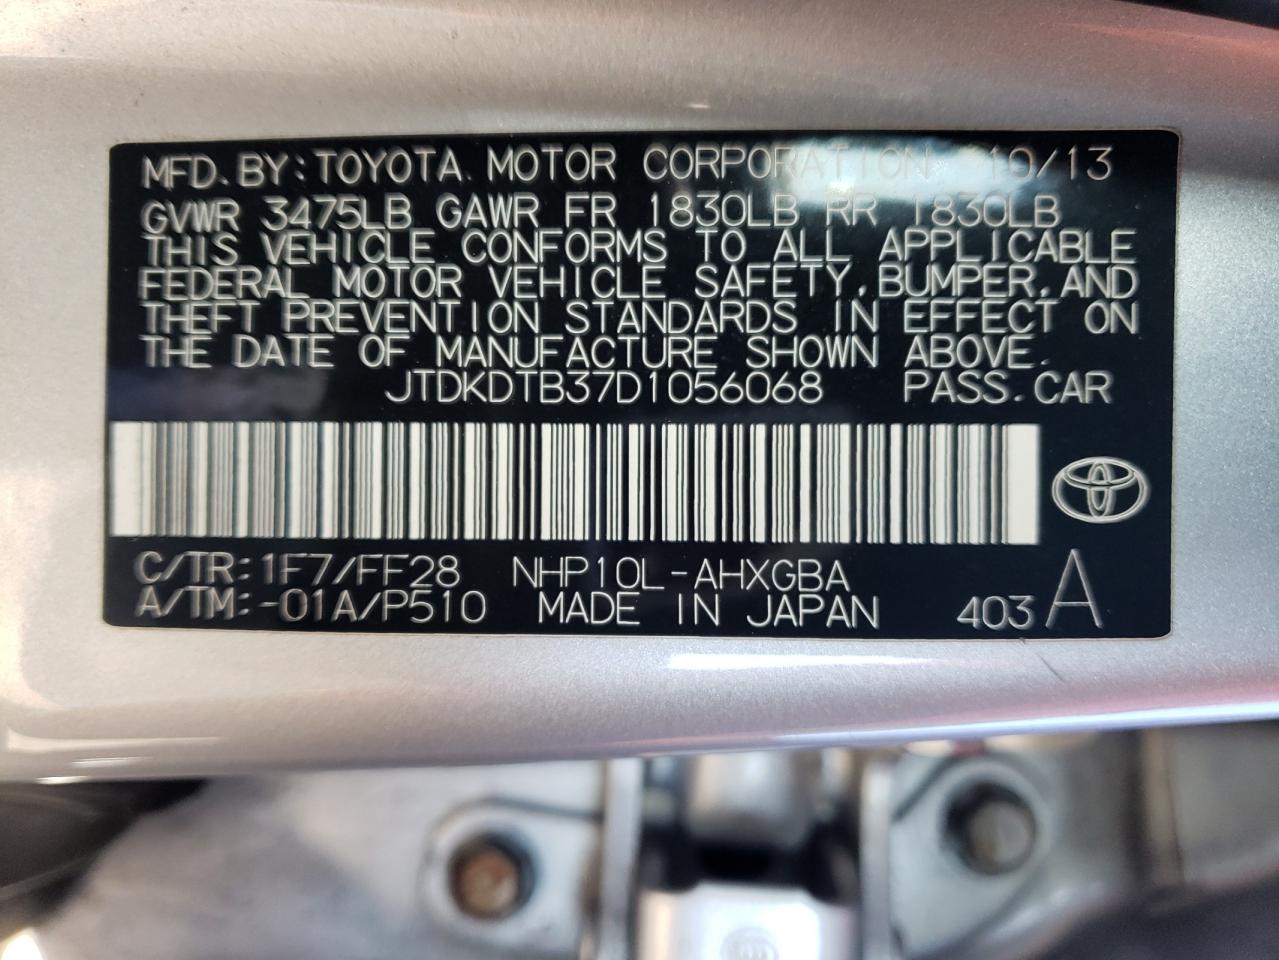 MFD. BY: TOYOTA MOTOR CORPORATION 10/13
GVWR 3475LB GAWR FR 1830LB RR 1830LB
THIS VEHICLE CONFORMS TO ALL APPLICABLE
FEDERAL MOTOR VEHICLE SAFETY, BUMPER, AND
THEFT PREVENTION STANDARDS IN EFFECT ON
THE DATE OF MANUFACTURE SHOWN ABOVE.
JTDKDTB37D1056068 PASS. CAR
C/TR: 1F7/FF28 NHP10L-AHXGBA
A/TM: -01A/P510 MADE IN JAPAN 403 A